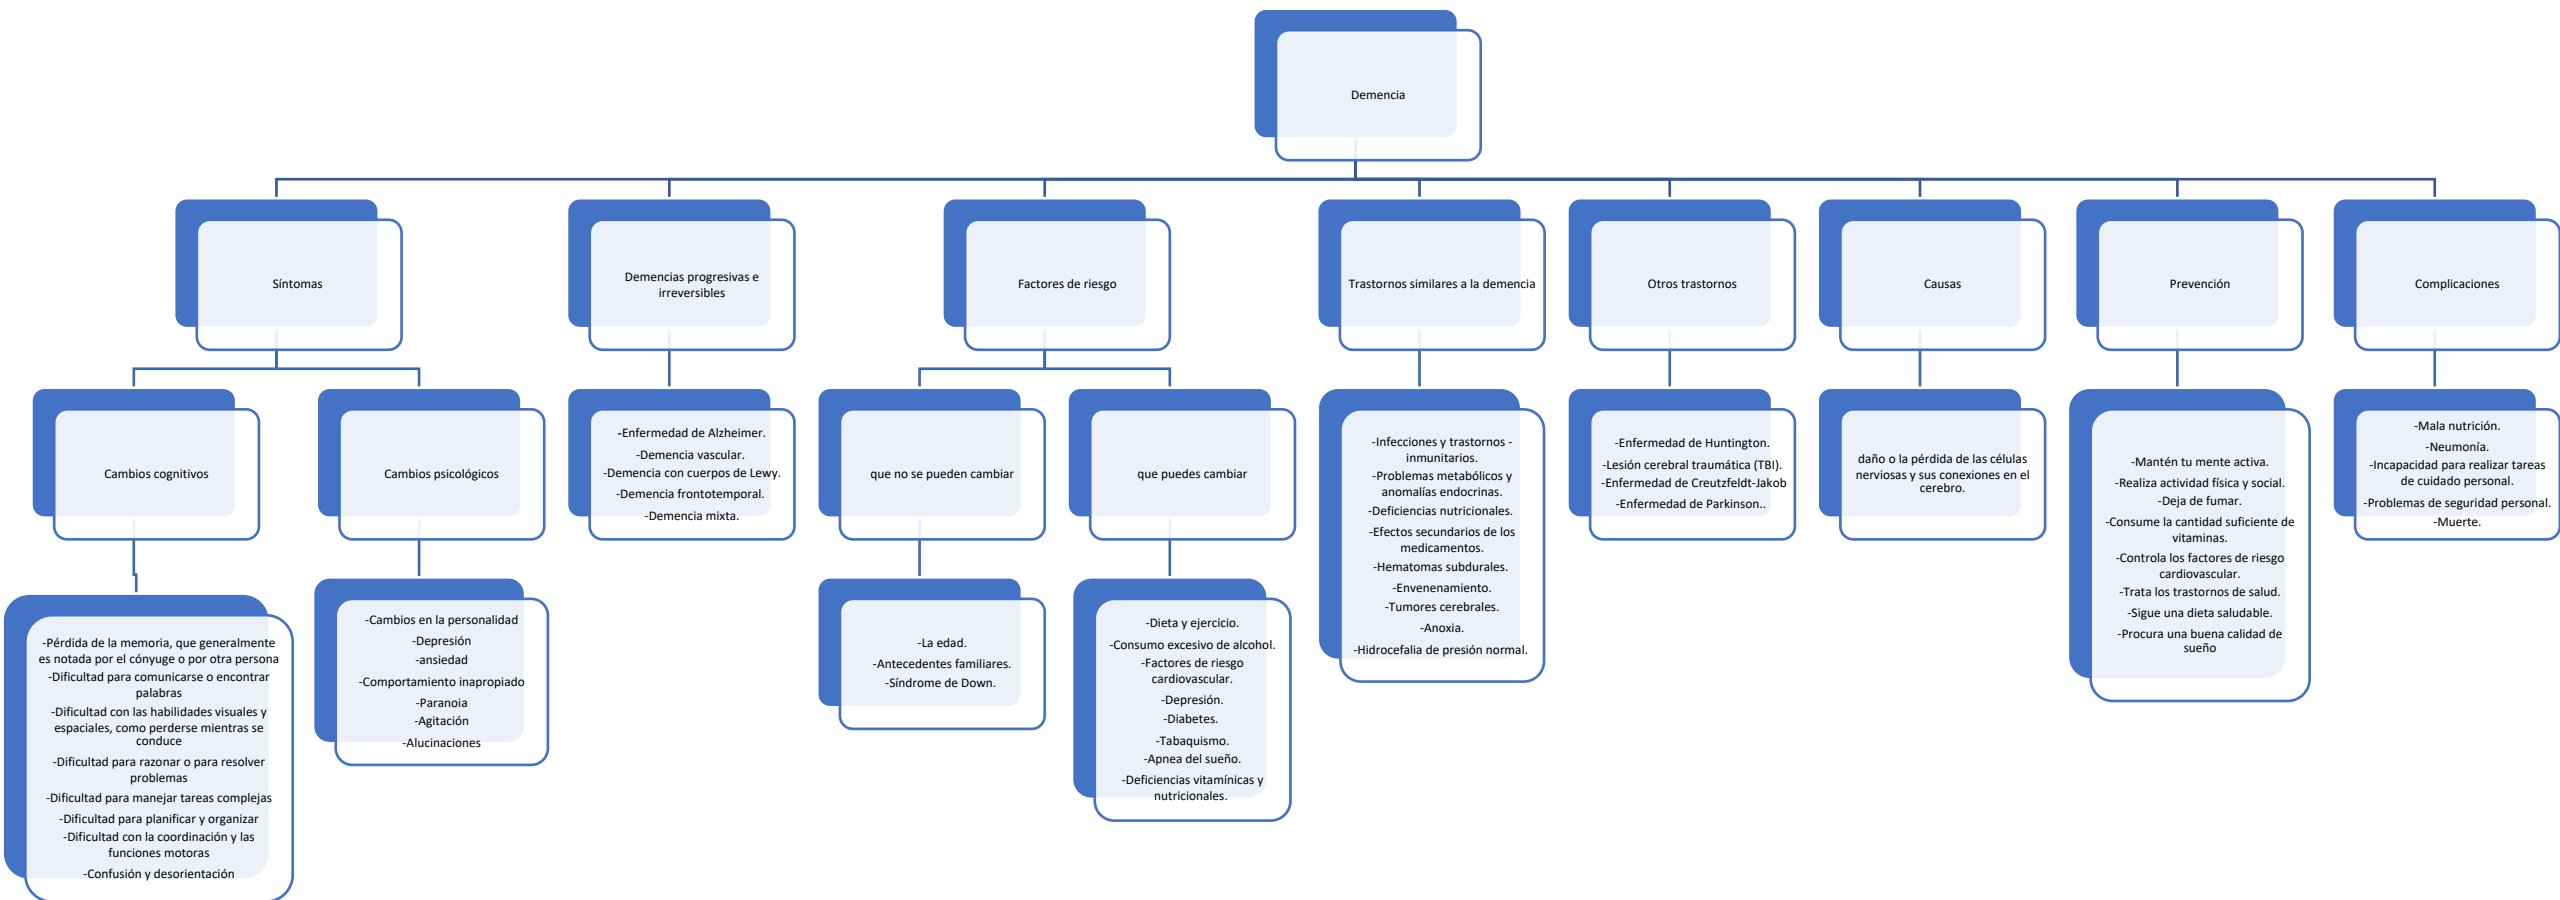 Demencia
Síntomas
Demencias progresivas e
irreversibles
Factores de riesgo
Trastornos similares a la demencia
Otros trastornos
Causas
Prevención
Complicaciones
Cambios cognitivos
Cambios psicológicos
-Enfermedad de Alzheimer.
-Demencia vascular.
-Demencia con cuerpos de Lewy.
-Demencia frontotemporal.
-Demencia mixta.
que no se pueden cambiar
que puedes cambiar
-Infecciones y trastornos -
inmunitarios.
-Problemas metabólicos y
anomalías endocrinas.
-Deficiencias nutricionales.
-Efectos secundarios de los
medicamentos.
-Hematomas subdurales.
-Envenenamiento.
-Tumores cerebrales.
-Anoxia.
-Hidrocefalia de presión normal.
-Enfermedad de Huntington.
-Lesión cerebral traumática (TBI).
-Enfermedad de Creutzfeldt-Jakob
-Enfermedad de Parkinson..
daño o la pérdida de las células
nerviosas y sus conexiones en el
cerebro.
-Mantén tu mente activa.
-Realiza actividad física y social.
-Deja de fumar.
-Consume la cantidad suficiente de
vitaminas.
-Controla los factores de riesgo
cardiovascular.
-Trata los trastornos de salud.
-Sigue una dieta saludable.
-Procura una buena calidad de
sueño
-Mala nutrición.
-Neumonía.
-Incapacidad para realizar tareas
de cuidado personal.
-Problemas de seguridad personal.
-Muerte.
-Pérdida de la memoria, que generalmente
es notada por el cónyuge o por otra persona
-Dificultad para comunicarse o encontrar
palabras
-Dificultad con las habilidades visuales y
espaciales, como perderse mientras se
conduce
-Dificultad para razonar o para resolver
problemas
-Dificultad para manejar tareas complejas
-Dificultad para planificar y organizar
-Dificultad con la coordinación y las
funciones motoras
-Confusión y desorientación
-Cambios en la personalidad
-Depresión
-ansiedad
-Comportamiento inapropiado
-Paranoia
-Agitación
-Alucinaciones
-La edad.
-Antecedentes familiares.
-Síndrome de Down.
-Dieta y ejercicio.
-Consumo excesivo de alcohol.
-Factores de riesgo
cardiovascular.
-Depresión.
-Diabetes.
-Tabaquismo.
-Apnea del sueño.
-Deficiencias vitamínicas y
nutricionales.